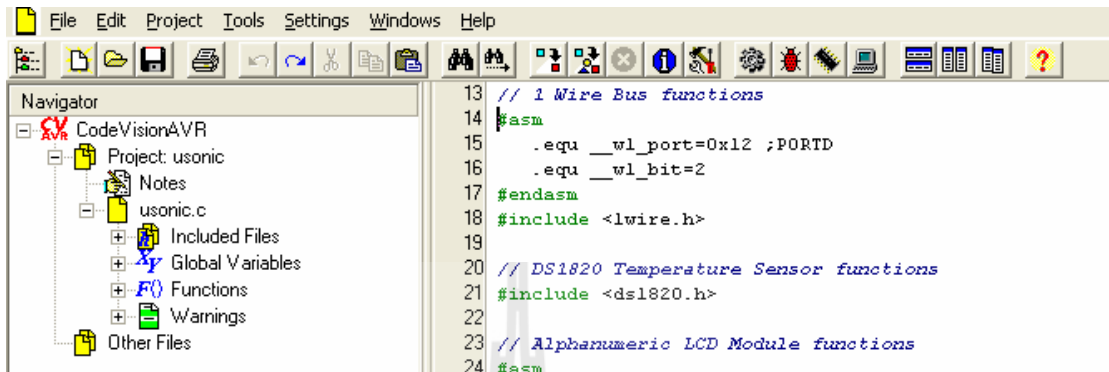 File Edit Project Tools Settings Windows Help
Navigator
CodeVisionAVR
Project: usonic
Notes
usonic.c
Included Files
Global Variables
Functions
Warnings
Other Files
13 // 1 Wire Bus functions
14 #asm
15 .equ __w1_port=0x12 ;PORTD
16 .equ __w1_bit=2
17 #endasm
18 #include <1wire.h>
19
20 // DS1820 Temperature Sensor functions
21 #include <ds1820.h>
22
23 // Alphanumeric LCD Module functions
24 #asm